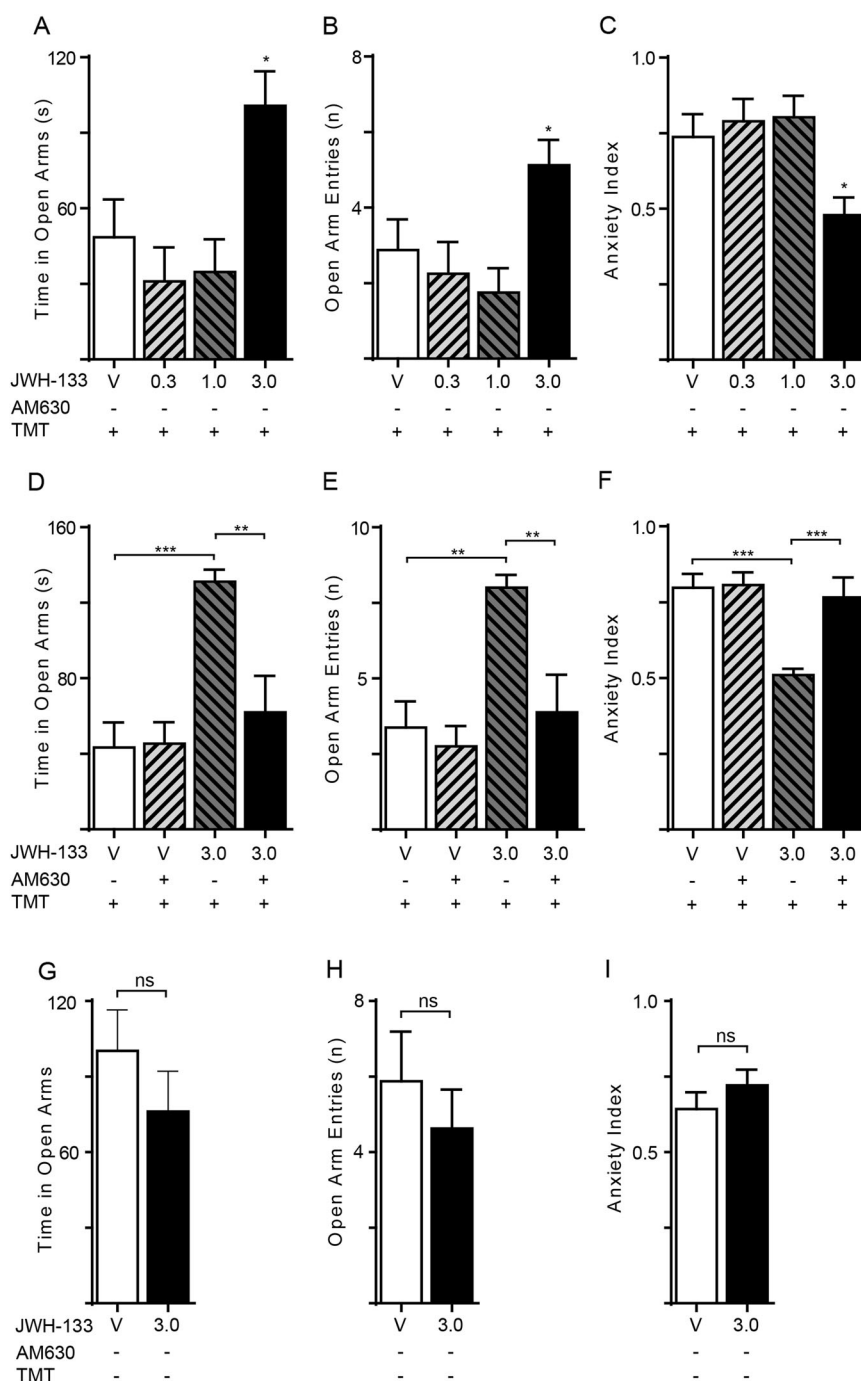 A
B
C
120
60
Time in Open Arms (s)
*
8
4
Open Arm Entries (n)
*
1.0
0.5
0
Anxiety Index
*
JWH-133 V 0.3 1.0 3.0 V 0.3 1.0 3.0 V 0.3 1.0 3.0
AM630 - - - - - - - - - - - -
TMT + + + + + + + + + + + +
D
E
F
160
80
Time in Open Arms (s)
*** **
10
5
Open Arm Entries (n)
** **
1.0
0.5
0
Anxiety Index
*** ***
JWH-133 V V 3.0 3.0 V V 3.0 3.0 V V 3.0 3.0
AM630 - + - + - + - + - + - +
TMT + + + + + + + + + + + +
G
H
I
120
60
Time in Open Arms
ns
8
4
Open Arm Entries (n)
ns
1.0
0.5
0
Anxiety Index
ns
JWH-133 V 3.0 V 3.0 V 3.0
AM630 - - - - - -
TMT - - - - - -